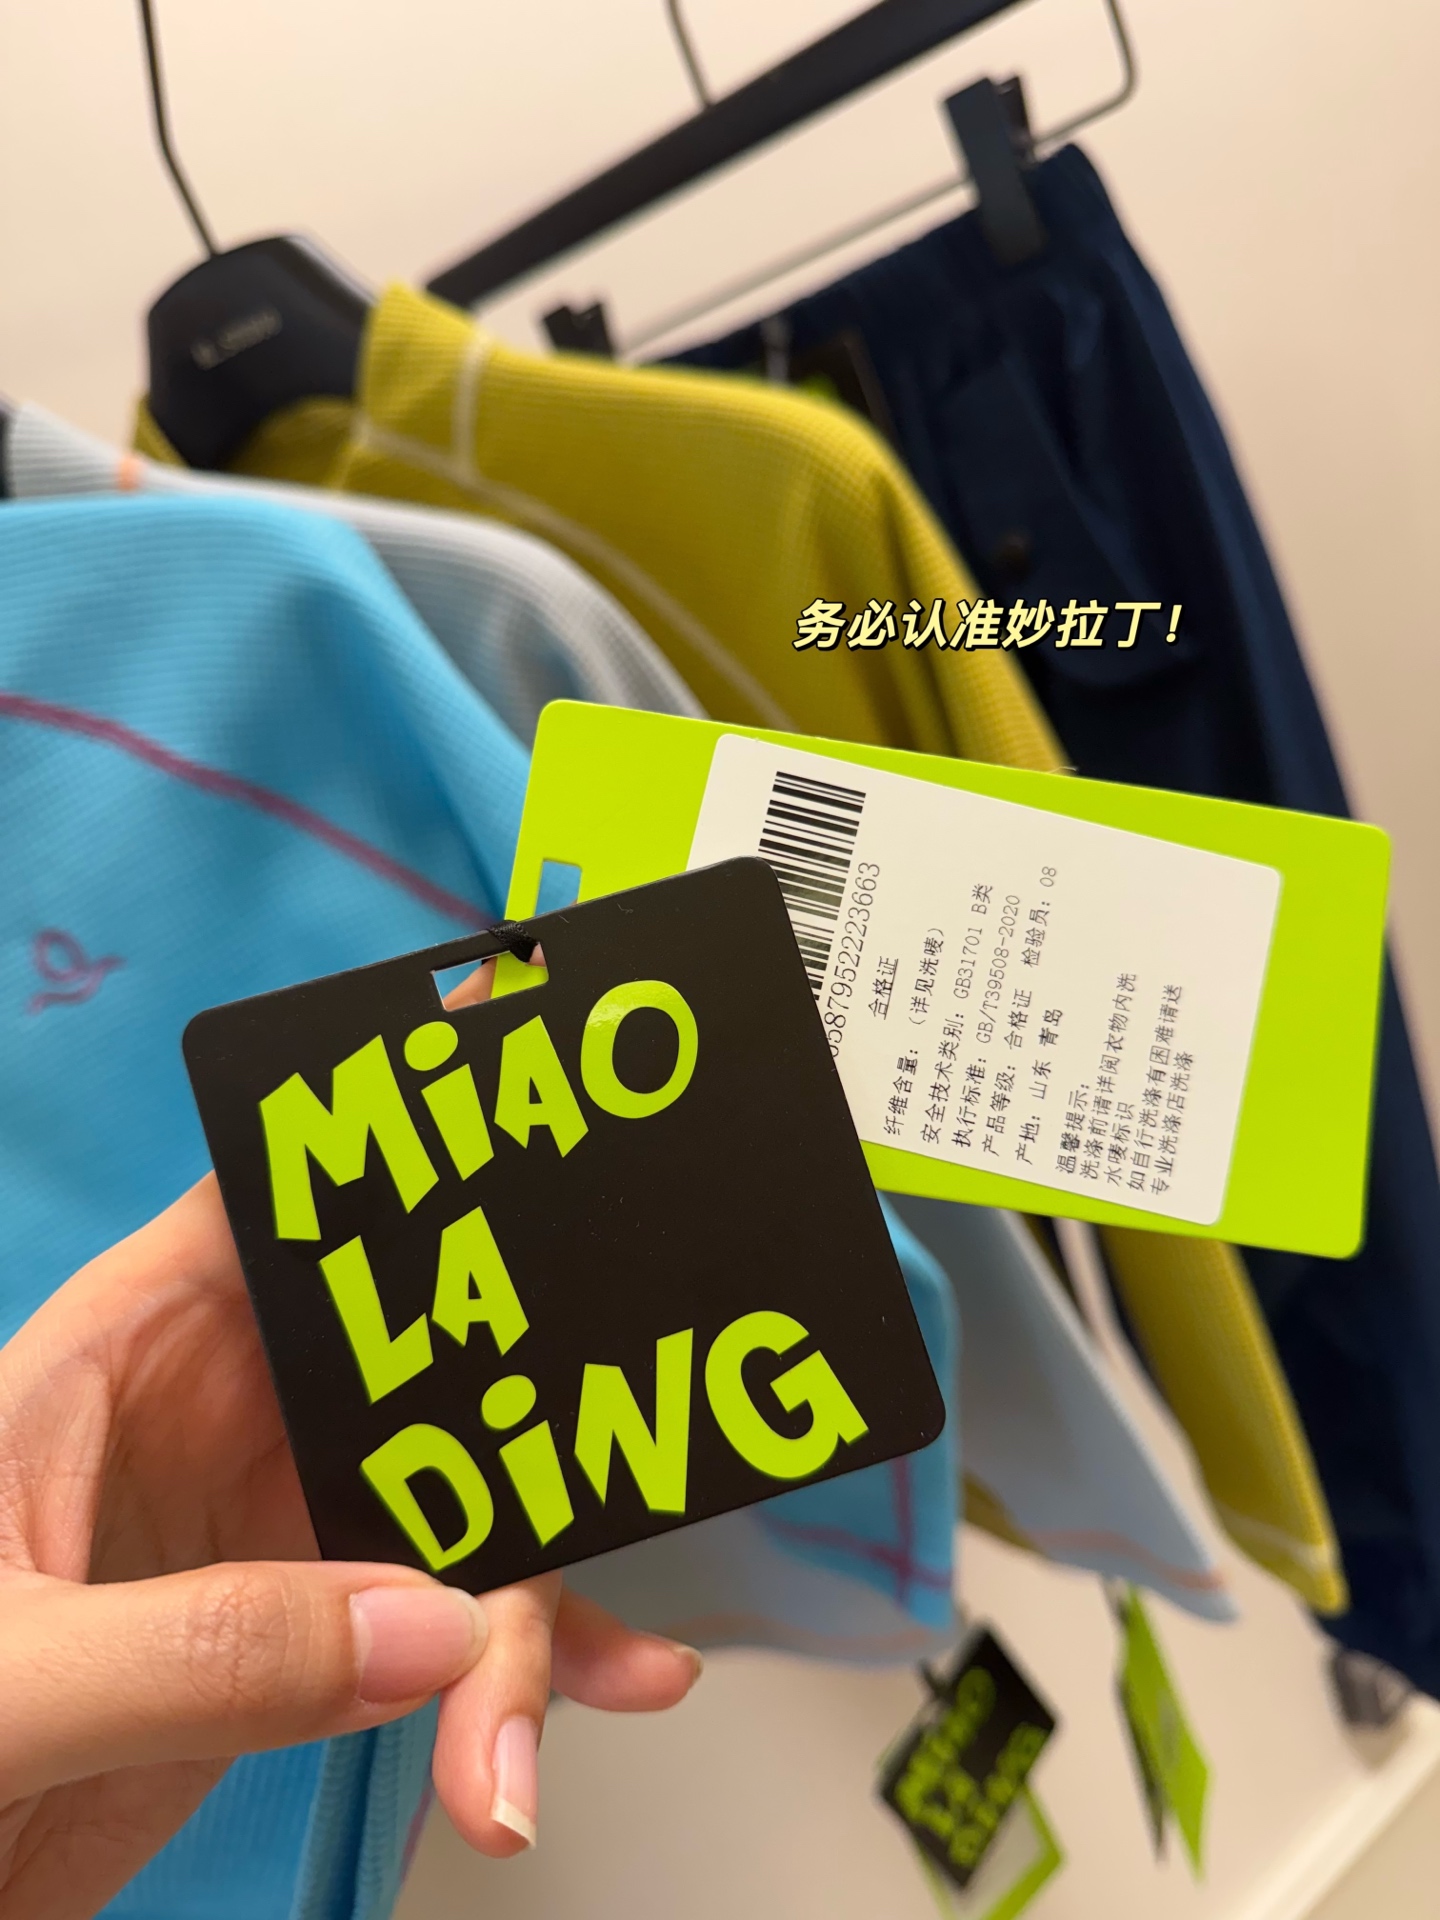 务必认准妙拉丁!
MiAO
LA
DiNG
合格证
纤维含量: (详见洗唛)
安全技术类别: GB31701 B类
执行标准: GB/T39508-2020
产品等级: 合格证 检验员: 08
产地: 山东 青岛
温馨提示:
洗涤前请详阅衣物内洗
水唛标识
如自行洗涤有困难请送
专业洗涤店洗涤
MiAO
LA
DiNG